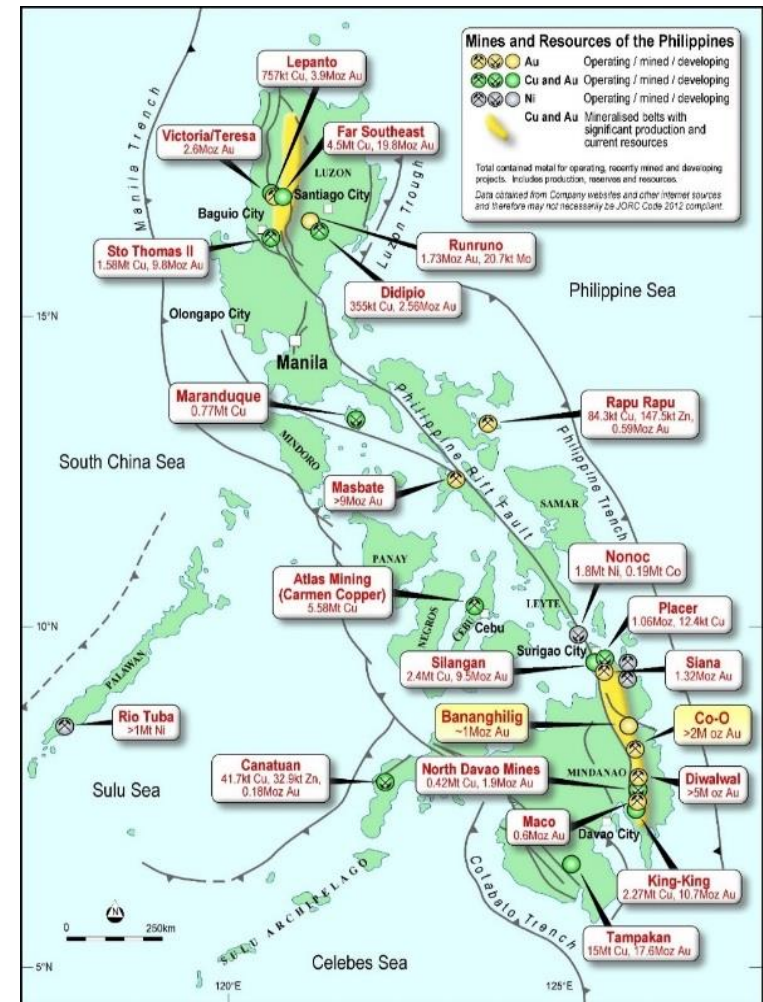 Mines and Resources of the Philippines
Au Operating / mined / developing
Cu and Au Operating / mined / developing
Ni Operating / mined / developing
Cu and Au Mineralised belts with
significant production and
current resources
Total contained metal for operating, recently mined and developing
projects. Includes production, reserves and resources.
Data obtained from Company websites and other internet sources
and therefore may not necessarily be JORC Code 2012 compliant.
Lepanto
757kt Cu, 3.9Moz Au
Victoria/Teresa
2.6Moz Au
Far Southeast
4.5Mt Cu, 19.8Moz Au
Manila Trench
LUZON
Santiago City
Baguio City
Luzon Trough
Sto Thomas II
1.58Mt Cu, 9.8Moz Au
Runruno
1.73Moz Au, 20.7kt Mo
Didipio
355kt Cu, 2.56Moz Au
Philippine Sea
15°N
Olongapo City
Manila
Maranduque
0.77Mt Cu
Philippine Rift Fault
Rapu Rapu
84.3kt Cu, 147.5kt Zn,
0.59Moz Au
Philippine Trench
MINDORO
South China Sea
Masbate
>9Moz Au
SAMAR
PANAY
Nonoc
1.8Mt Ni, 0.19Mt Co
Atlas Mining
(Carmen Copper)
5.58Mt Cu
LEYTE
NEGROS
CEBU
Cebu
10°N
Placer
1.06Moz, 12.4kt Cu
Surigao City
Silangan
2.4Mt Cu, 9.5Moz Au
Siana
1.32Moz Au
PALAWAN
Rio Tuba
>1Mt Ni
Bananghilig
~1Moz Au
Co-O
>2M oz Au
Canatuan
41.7kt Cu, 32.9kt Zn,
0.18Moz Au
North Davao Mines
0.42Mt Cu, 1.9Moz Au
MINDANAO
Diwalwal
>5M oz Au
Sulu Sea
Maco
0.6Moz Au
Davao City
King-King
2.27Mt Cu, 10.7Moz Au
Cotabato Trench
SULU ARCHIPELAGO
N
0 250km
Tampakan
15Mt Cu, 17.6Moz Au
Celebes Sea
5°N
120°E
125°E